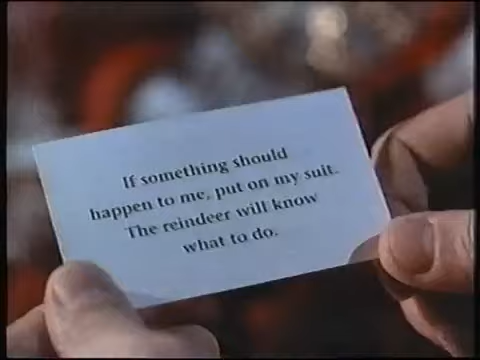 If something should
happen to me, put on my suit.
The reindeer will know
what to do.